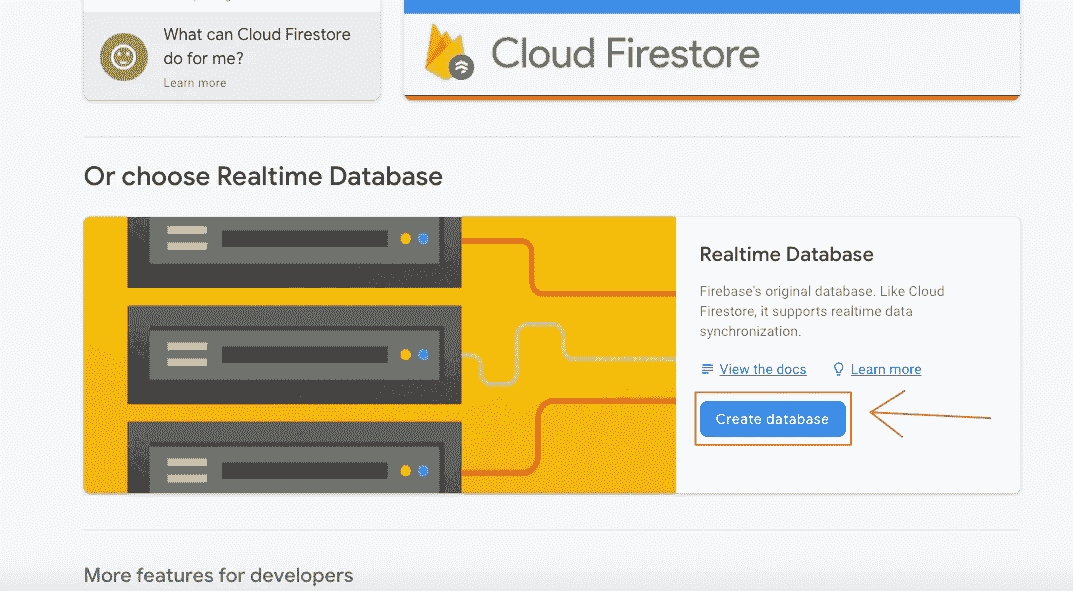 What can Cloud Firestore
do for me?
Learn more
Cloud Firestore
Or choose Realtime Database
Realtime Database
Firebase's original database. Like Cloud
Firestore, it supports realtime data
synchronization.
View the docs Learn more
Create database
More features for developers